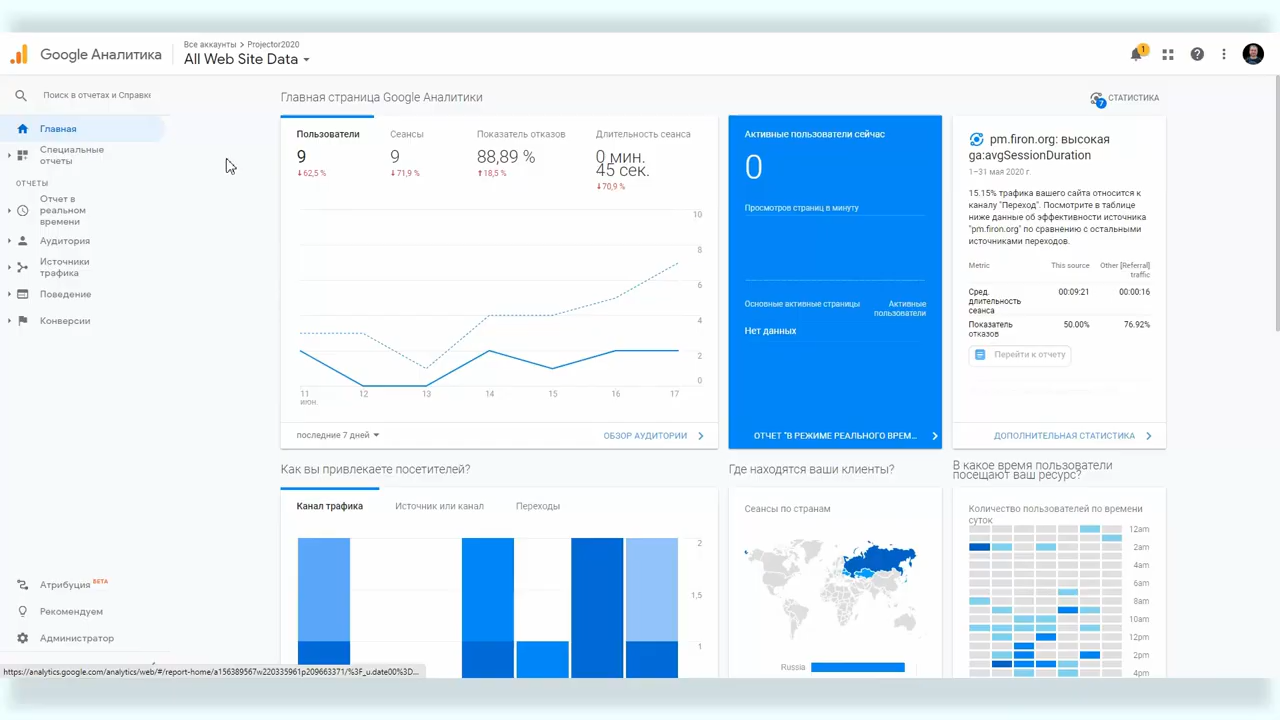 Google Аналитика
Все аккаунты > Projector2020
All Web Site Data
1
Поиск в отчетах и Справке
Главная
Специальные
отчеты
ОТЧЕТЫ
Отчет в
реальном
времени
Аудитория
Источники
трафика
Поведение
Конверсии
Атрибуция BETA
Рекомендуем
Администратор
https://analytics.google.com/analytics/web/#/report-home/a156389567w220335961p209663371/%3F_u.date00%3D...
Главная страница Google Аналитики
7
СТАТИСТИКА
Пользователи
9
↓62,5 %
Сеансы
9
↓71,9 %
Показатель отказов
88,89 %
↑18,5 %
Длительность сеанса
0 мин.
45 сек.
↓70,9 %
10
8
6
4
2
0
11
июн.
12
13
14
15
16
17
последние 7 дней
ОБЗОР АУДИТОРИИ
Активные пользователи сейчас
0
Просмотров страниц в минуту
Основные активные страницы
Активные
пользователи
Нет данных
ОТЧЕТ "В РЕЖИМЕ РЕАЛЬНОГО ВРЕМ...
pm.firon.org: высокая
ga:avgSessionDuration
1–31 мая 2020 г.
15.15% трафика вашего сайта относится к
каналу "Переход". Посмотрите в таблице
ниже данные об эффективности источника
"pm.firon.org" по сравнению с остальными
источниками переходов.
Metric This source Other [Referral]
traffic
Сред.
длительность
сеанса
00:09:21 00:00:16
Показатель
отказов
50.00% 76.92%
Перейти к отчету
ДОПОЛНИТЕЛЬНАЯ СТАТИСТИКА
Как вы привлекаете посетителей?
Канал трафика Источник или канал Переходы
2
1,5
1
Где находятся ваши клиенты?
Сеансы по странам
Russia
В какое время пользователи
посещают ваш ресурс?
Количество пользователей по времени
суток
12am
2am
4am
6am
8am
10am
12pm
2pm
4pm